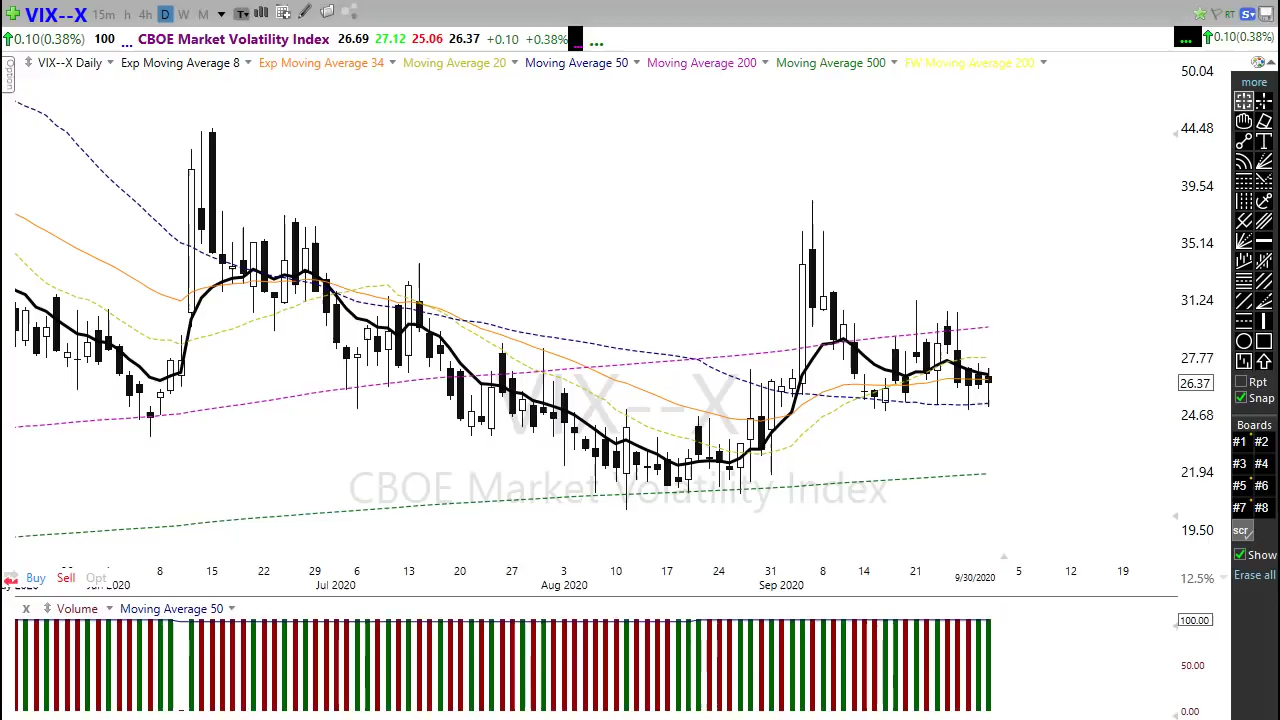 VIX--X 15m h 4h D W M T RT S
0.10(0.38%) 100 ... CBOE Market Volatility Index 26.69 27.12 25.06 26.37 +0.10 +0.38% ... ... 0.10(0.38%)
Option
VIX--X Daily Exp Moving Average 8 Exp Moving Average 34 Moving Average 20 Moving Average 50 Moving Average 200 Moving Average 500 FW Moving Average 200
50.04
44.48
39.54
35.14
31.24
27.77
26.37
24.68
21.94
19.50
12.5%
VIX--X
CBOE Market Volatility Index
more
T
Rpt
Snap
Boards
#1 #2
#3 #4
#5 #6
#7 #8
scr
Show
Erase all
8 15 22 29 6 13 20 27 3 10 17 24 31 8 14 21 9/30/2020 5 12 19
2020 Jul 2020 Aug 2020 Sep 2020
Buy Sell Opt
x Volume Moving Average 50
100.00
50.00
0.00